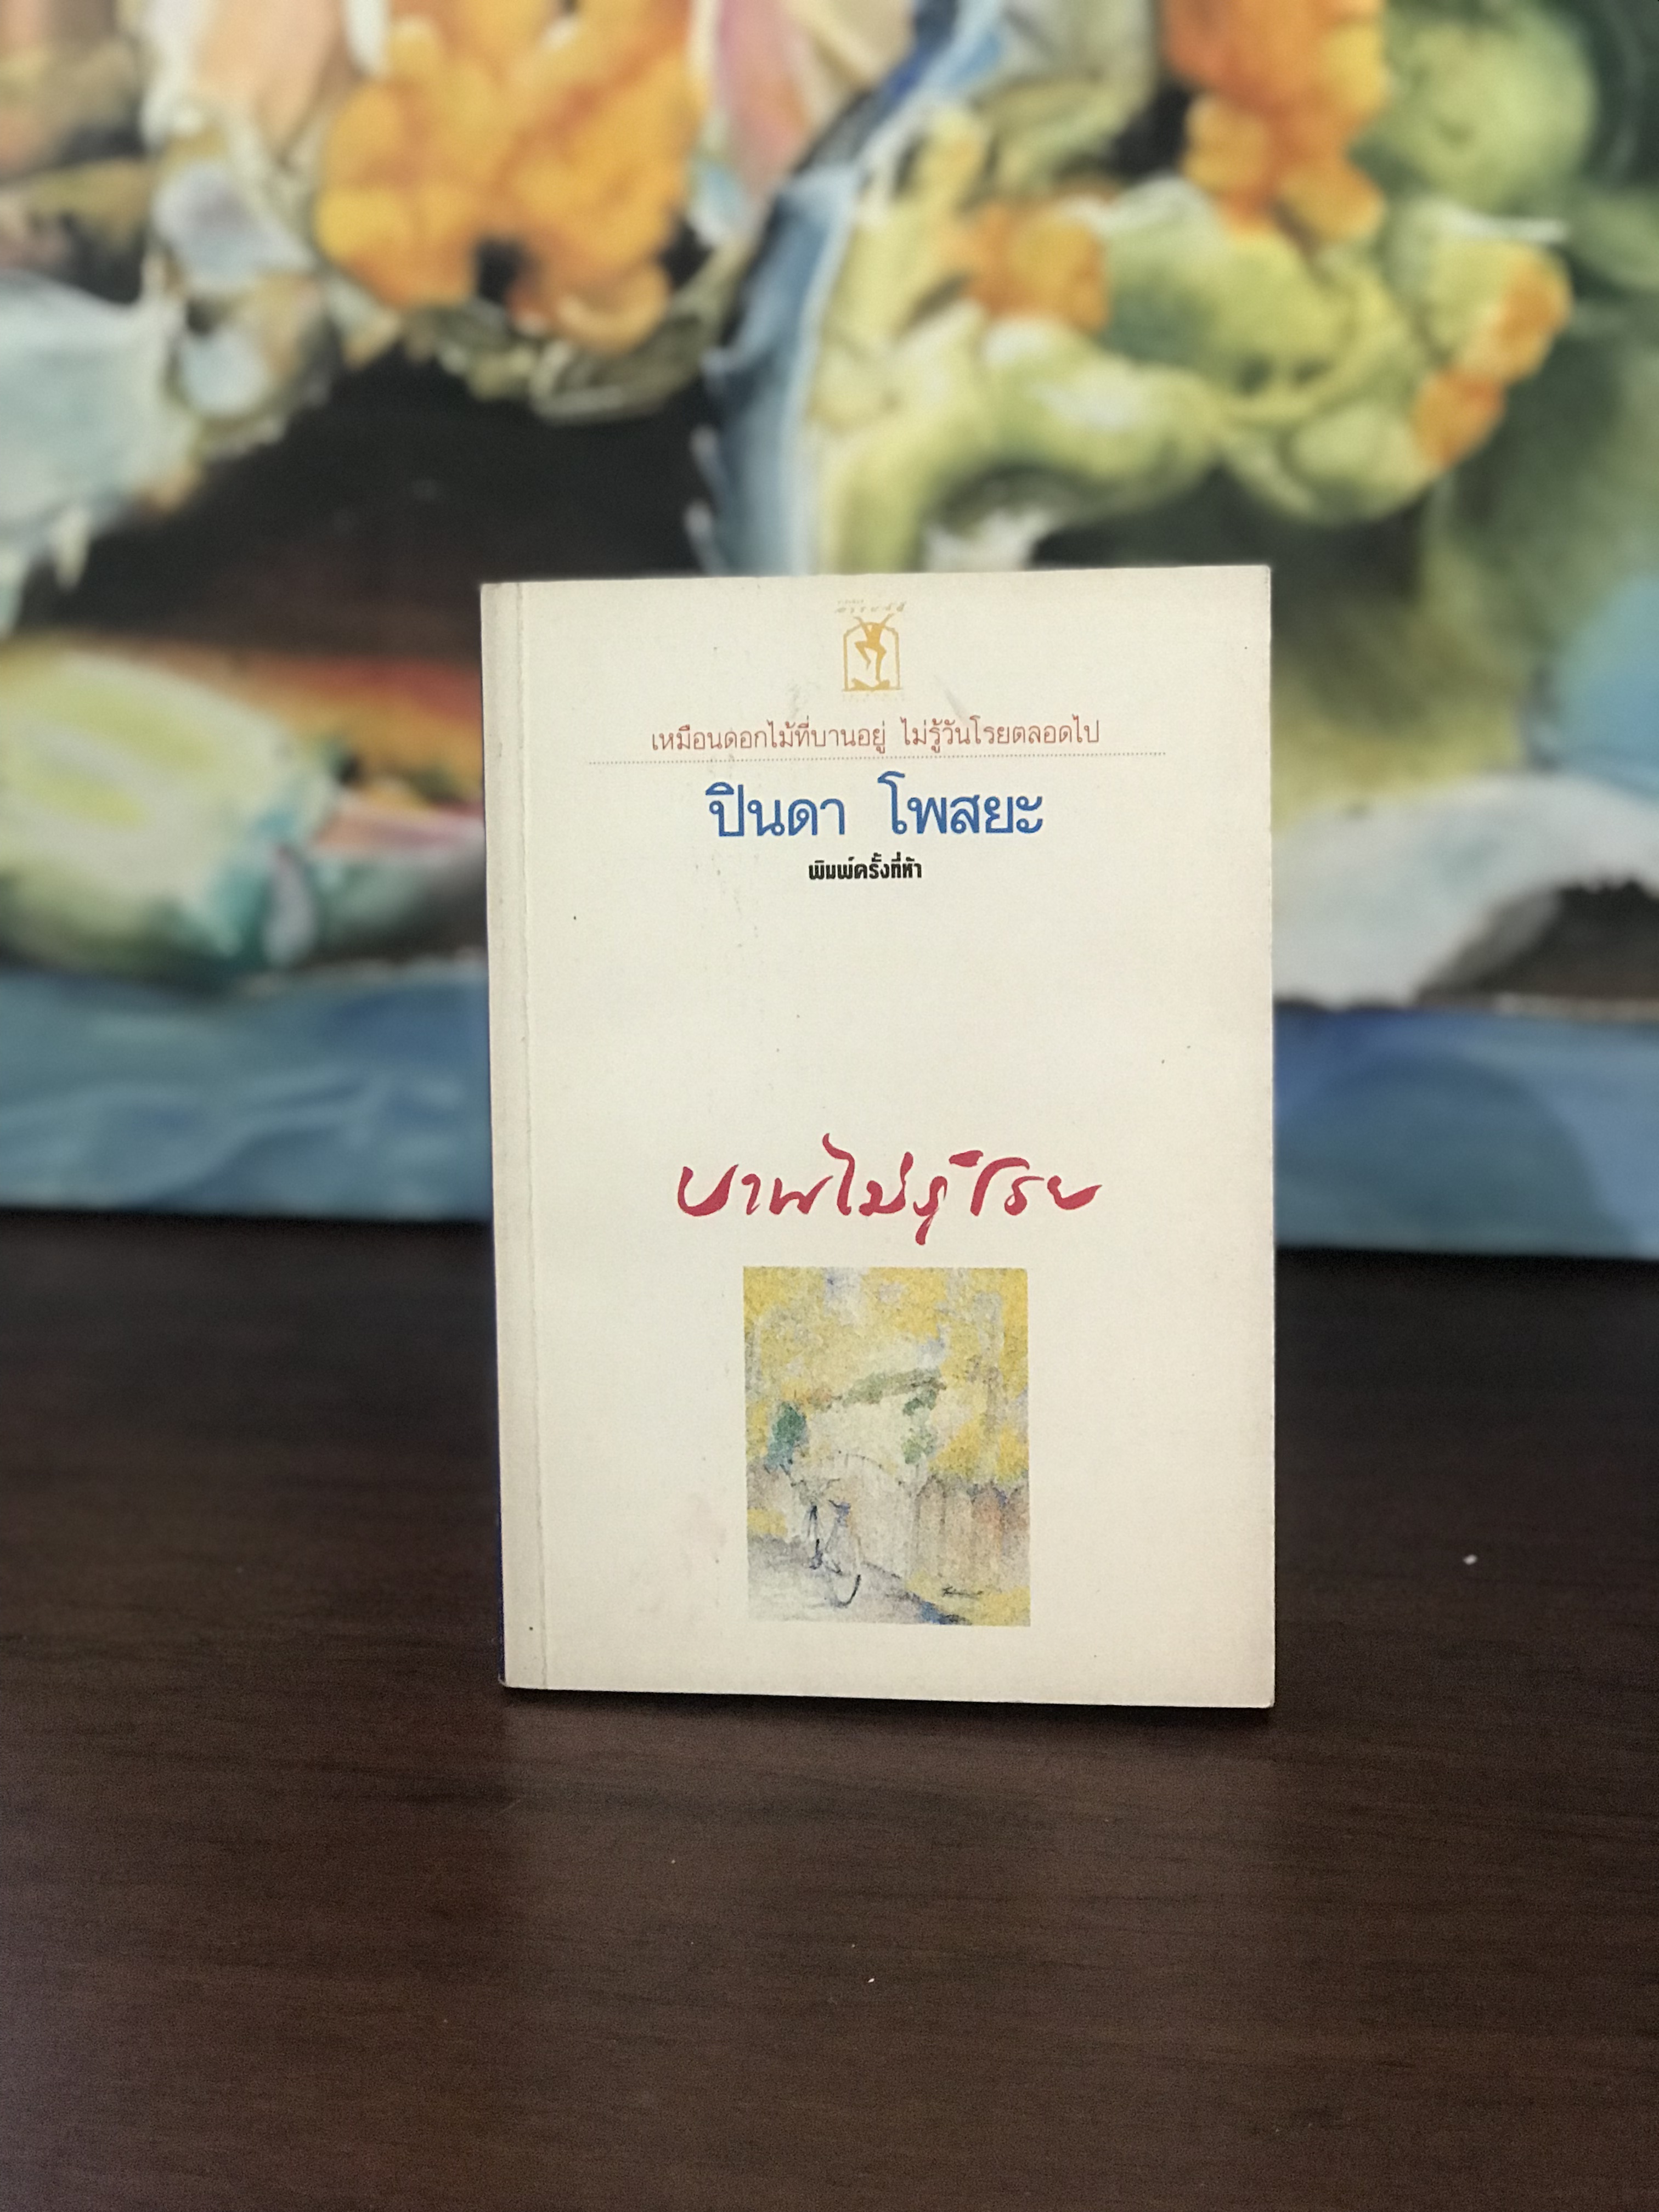 เหมือนดอกไม้ที่บานอยู่ ไม่รู้วันโรยตลอดไป
ปินดา โพสยะ
พิมพ์ครั้งที่ห้า
บานไม่รู้โรย